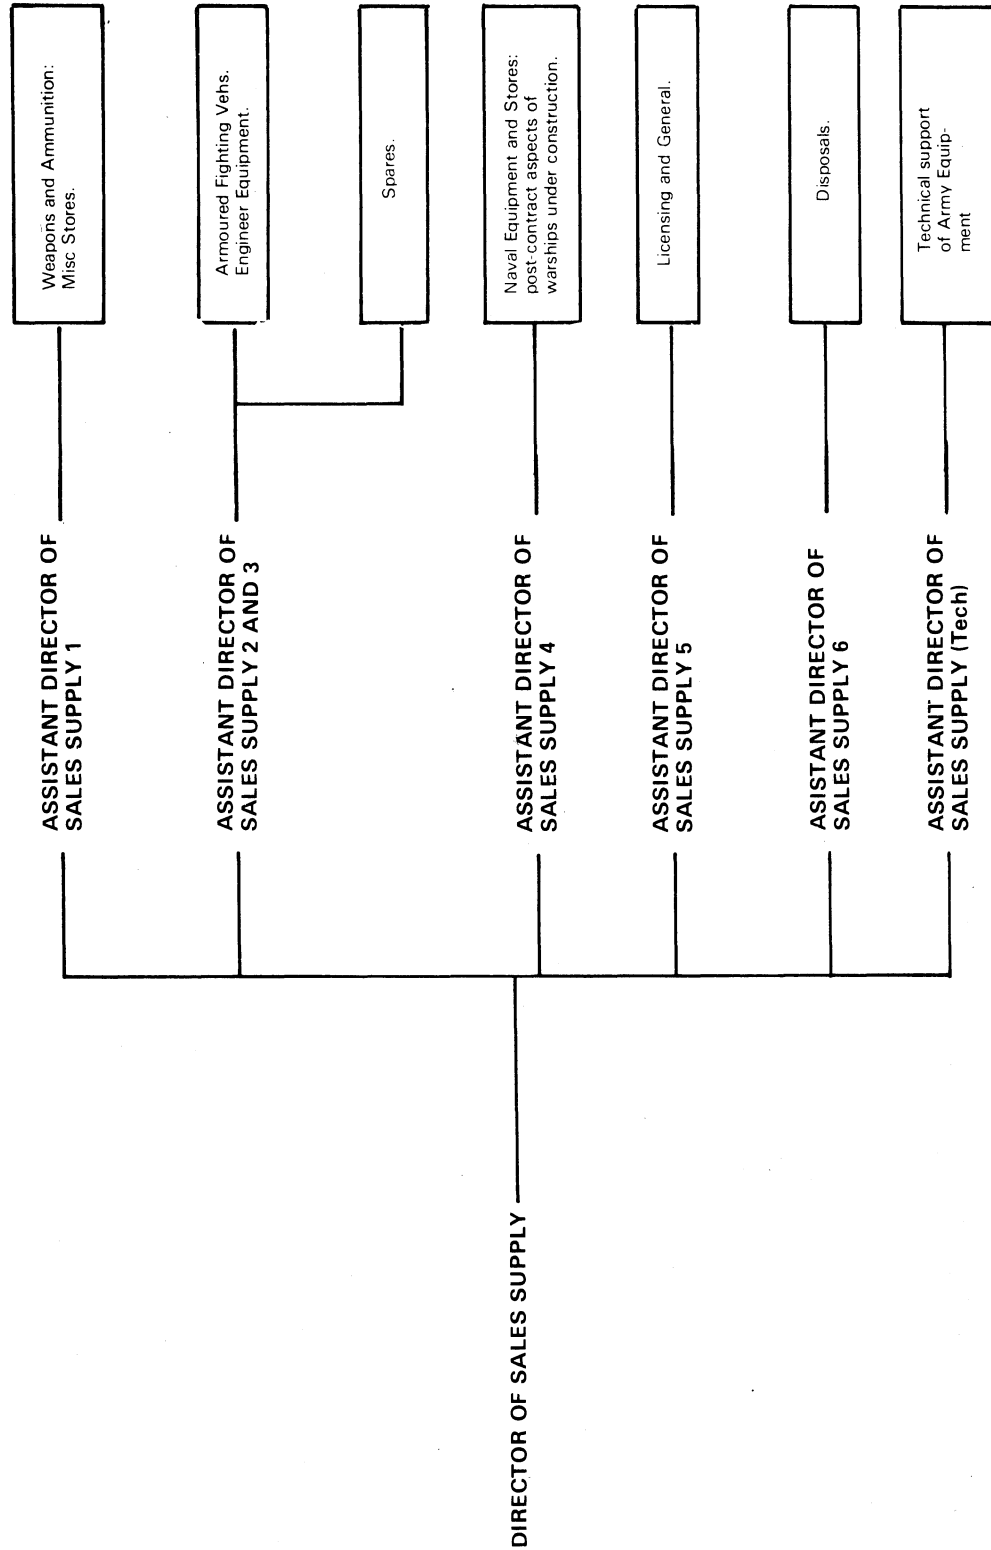 DIRECTOR OF SALES SUPPLY
ASSISTANT DIRECTOR OF
SALES SUPPLY 1
Weapons and Ammunition:
Misc Stores.
ASSISTANT DIRECTOR OF
SALES SUPPLY 2 AND 3
Armoured Fighting Vehs.
Engineer Equipment.
Spares.
ASSISTANT DIRECTOR OF
SALES SUPPLY 4
Naval Equipment and Stores:
post-contract aspects of
warships under construction.
ASSISTANT DIRECTOR OF
SALES SUPPLY 5
Licensing and General.
ASISTANT DIRECTOR OF
SALES SUPPLY 6
Disposals.
ASSISTANT DIRECTOR OF
SALES SUPPLY (Tech)
Technical support
of Army Equip-
ment